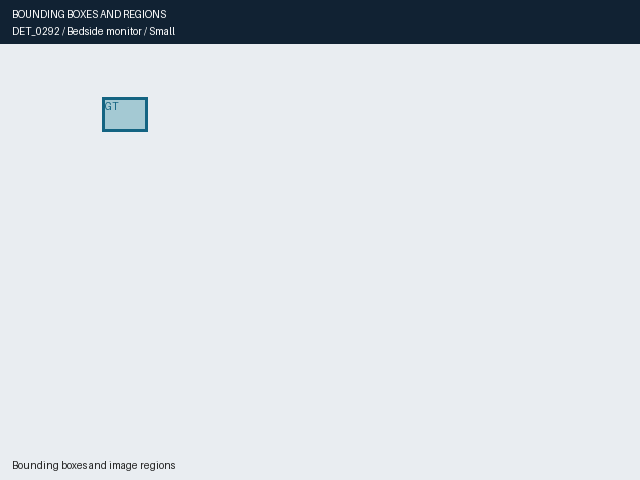 BOUNDING BOXES AND REGIONS
DET_0292 / Bedside monitor / Small
GT
Bounding boxes and image regions